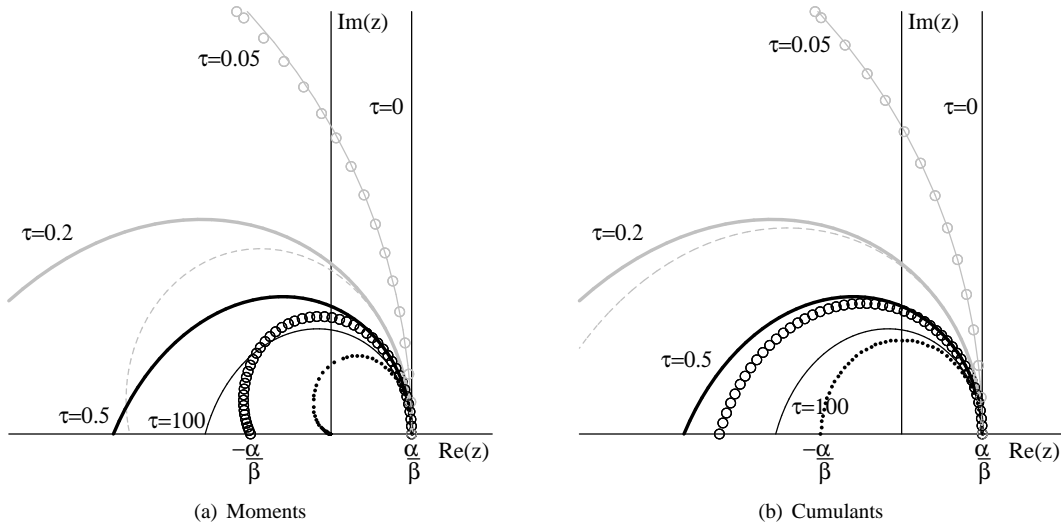 Im(z)
τ=0.05
τ=0
τ=0.2
τ=0.5
τ=100
−α/β
α/β
Re(z)
(a) Moments
Im(z)
τ=0.05
τ=0
τ=0.2
τ=0.5
τ=100
−α/β
α/β
Re(z)
(b) Cumulants